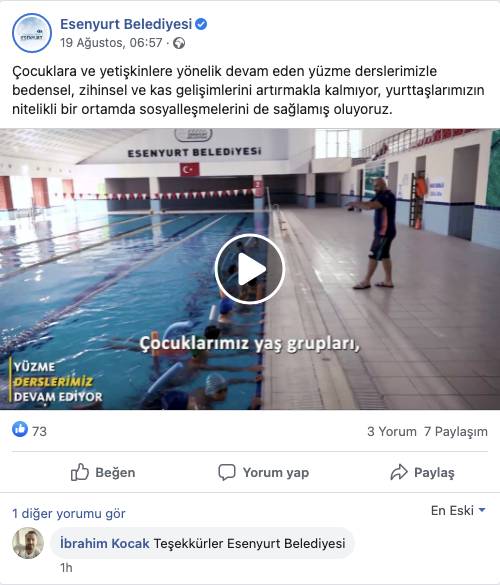 Esenyurt Belediyesi
19 Ağustos, 06:57 ·
Çocuklara ve yetişkinlere yönelik devam eden yüzme derslerimizle
bedensel, zihinsel ve kas gelişimlerini artırmakla kalmıyor, yurttaşlarımızın
nitelikli bir ortamda sosyalleşmelerini de sağlamış oluyoruz.
ESENYURT BELEDİYESİ
Çocuklarımız yaş grupları,
YÜZME
DERSLERİMİZ
DEVAM EDİYOR
73
3 Yorum 7 Paylaşım
Beğen Yorum yap Paylaş
1 diğer yorumu gör
En Eski
İbrahim Kocak Teşekkürler Esenyurt Belediyesi
1h